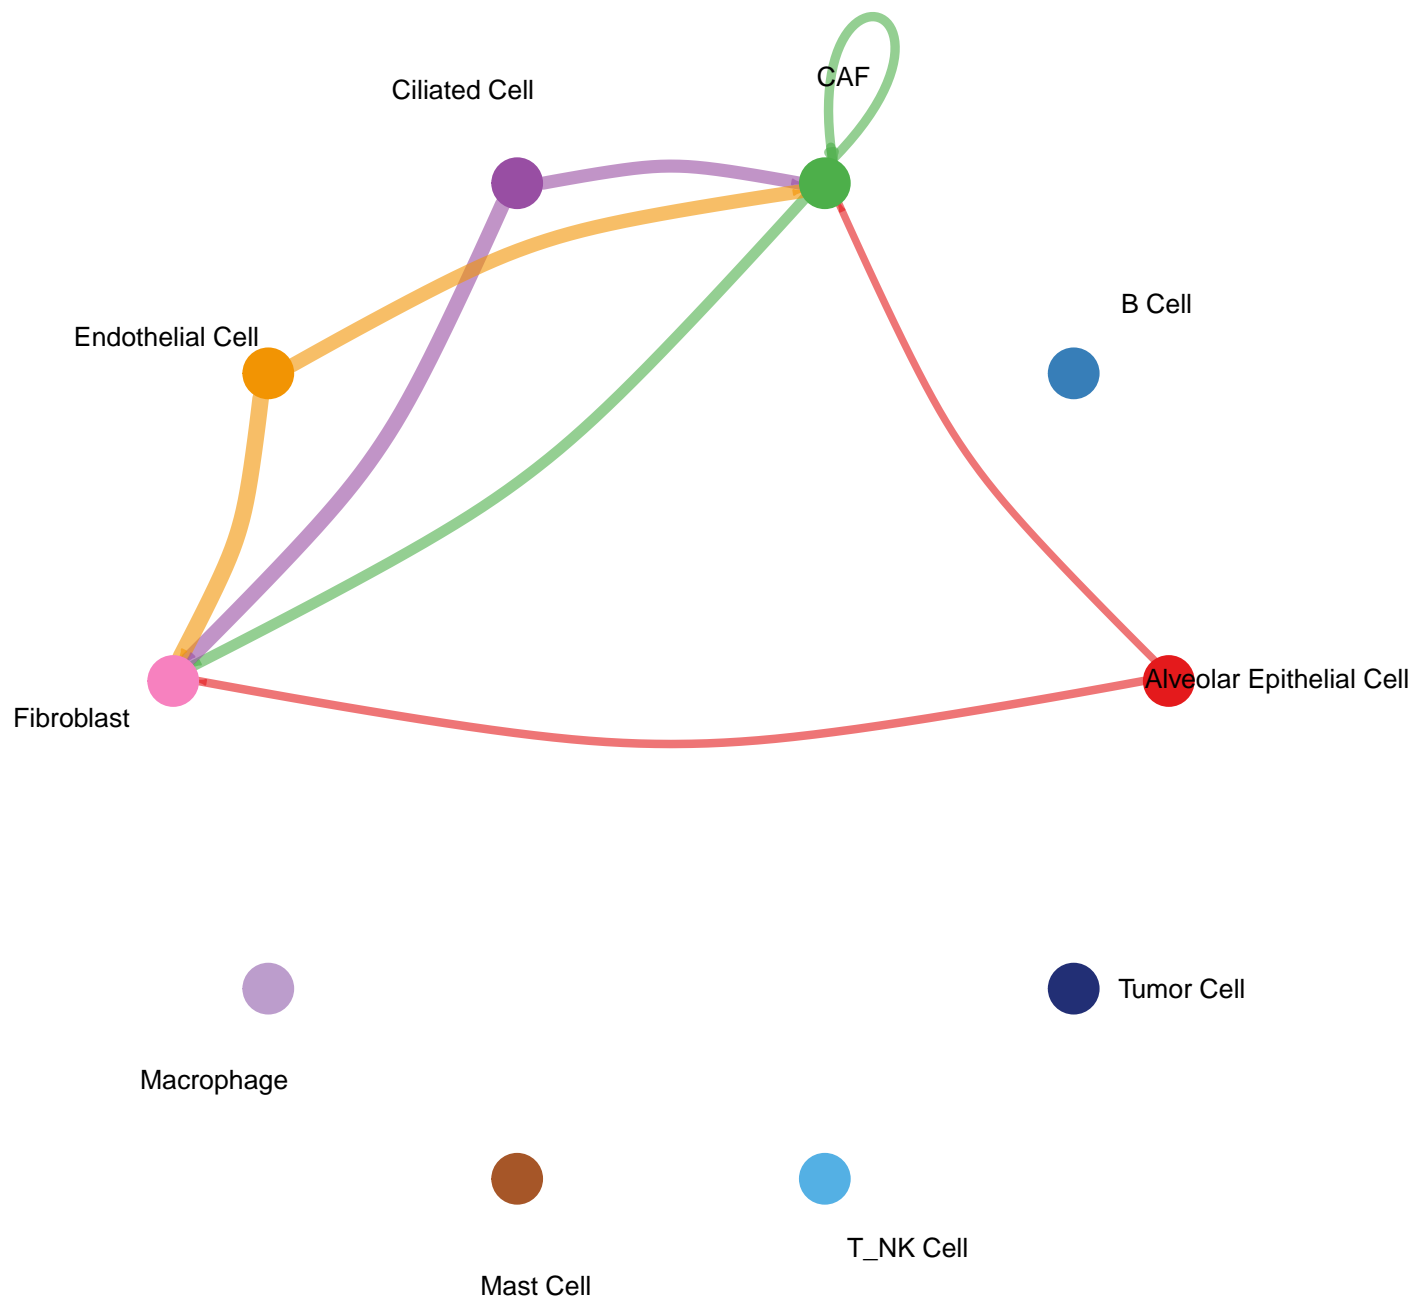 CAF
Ciliated Cell
B Cell
Endothelial Cell
Alveolar Epithelial Cell
Fibroblast
Tumor Cell
Macrophage
T_NK Cell
Mast Cell